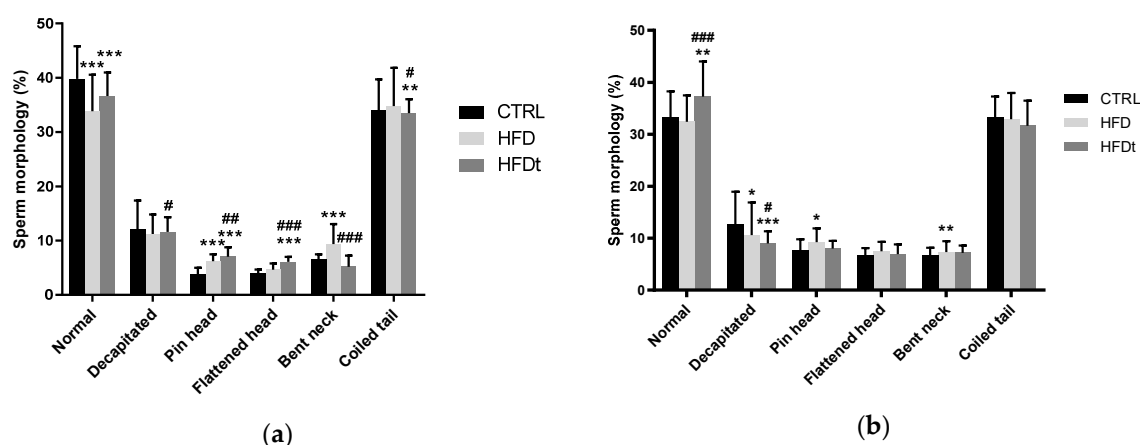 50
40
30
20
10
0
Sperm morphology (%)
*** ***
#
***
##
***
###
***
***
###
#
**
CTRL
HFD
HFDt
Normal
Decapitated
Pin head
Flattened head
Bent neck
Coiled tail
(a)
50
40
30
20
10
0
Sperm morphology (%)
###
**
*
#
***
*
**
CTRL
HFD
HFDt
Normal
Decapitated
Pin head
Flattened head
Bent neck
Coiled tail
(b)